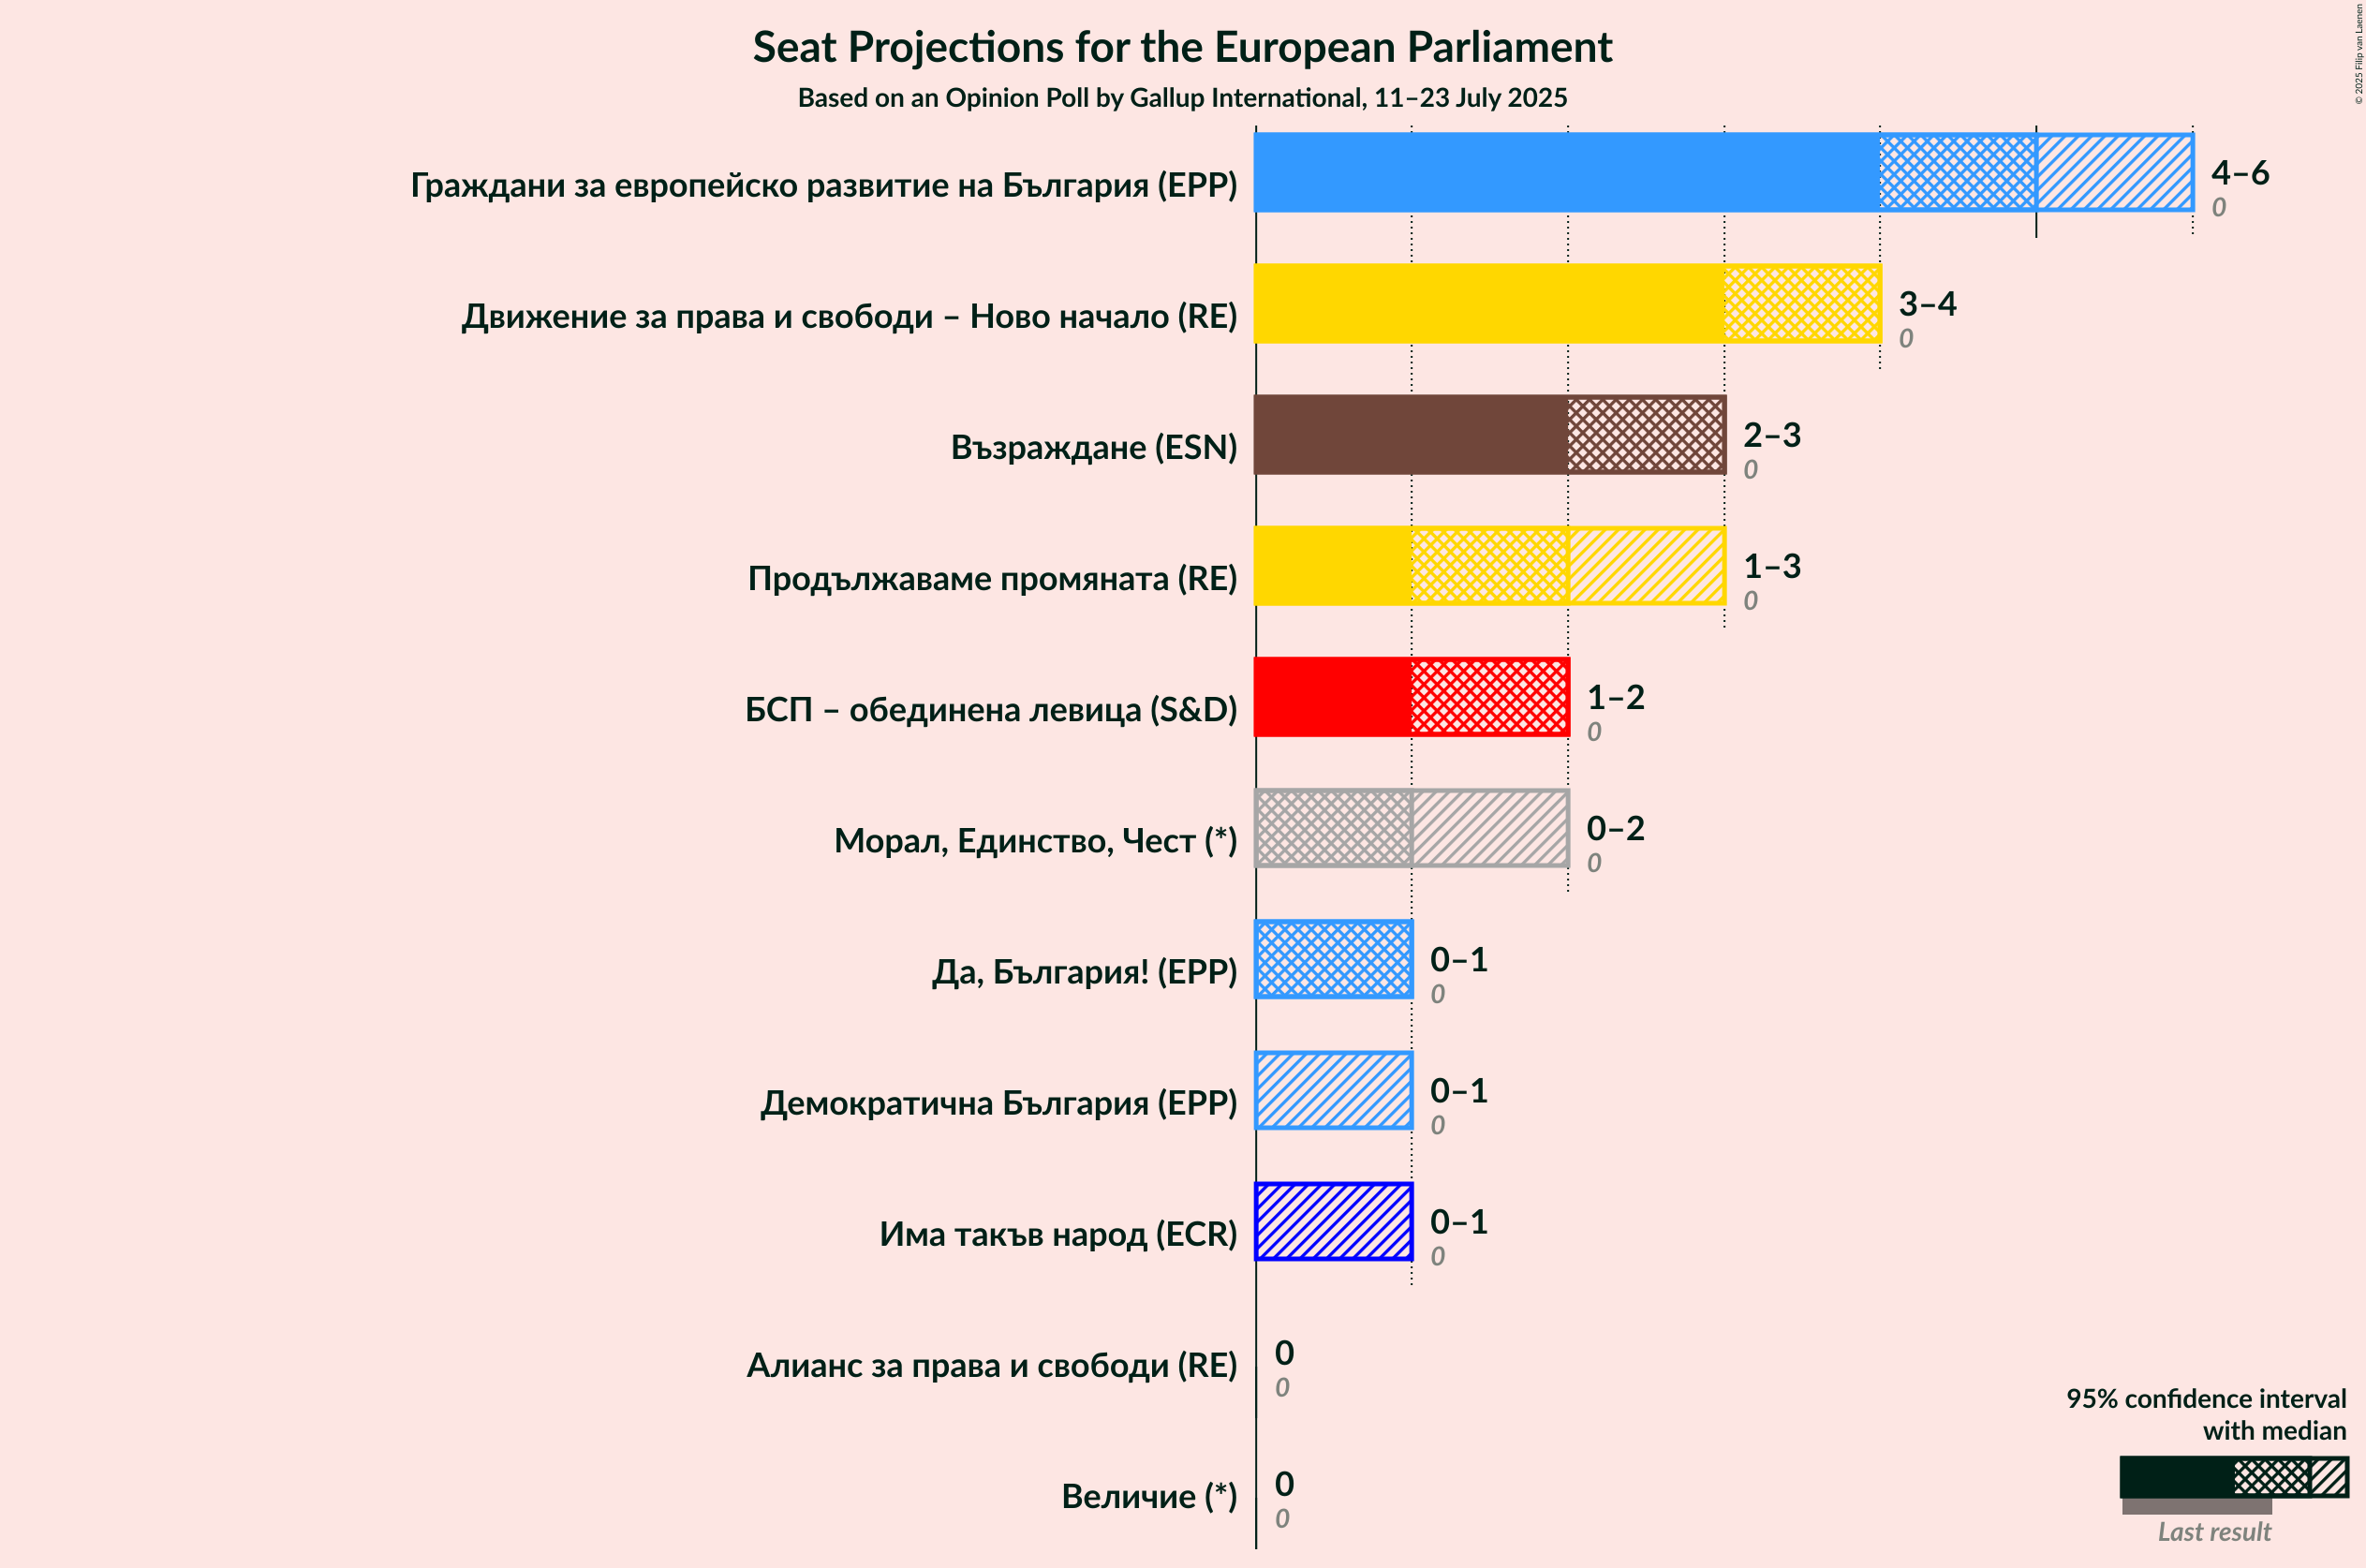 Seat Projections for the European Parliament
Based on an Opinion Poll by Gallup International, 11–23 July 2025
© 2025 Filip van Laenen
Граждани за европейско развитие на България (EPP)
4–6
0
Движение за права и свободи – Ново начало (RE)
3–4
0
Възраждане (ESN)
2–3
0
Продължаваме промяната (RE)
1–3
0
БСП – обединена левица (S&D)
1–2
0
Морал, Единство, Чест (*)
0–2
0
Да, България! (EPP)
0–1
0
Демократична България (EPP)
0–1
0
Има такъв народ (ECR)
0–1
0
Алианс за права и свободи (RE)
0
0
Величие (*)
0
0
95% confidence interval
with median
Last result